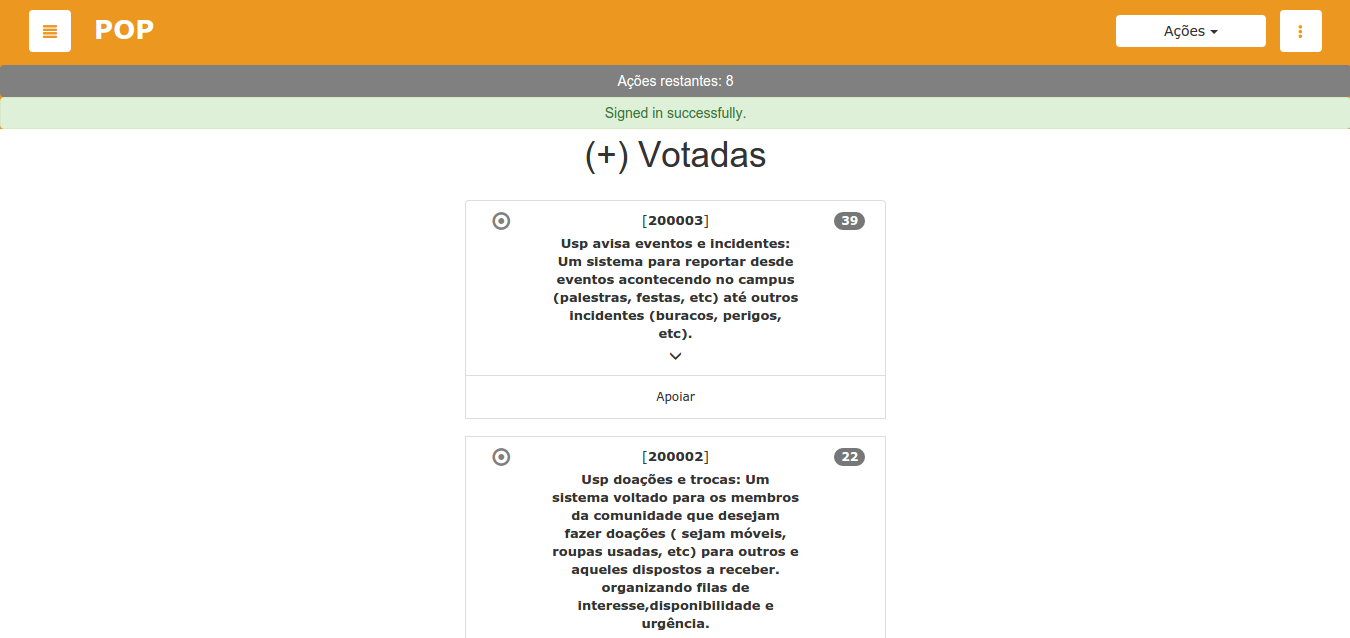 POP
Ações
Ações restantes: 8
Signed in successfully.
(+) Votadas
[200003]
39
Usp avisa eventos e incidentes:
Um sistema para reportar desde
eventos acontecendo no campus
(palestras, festas, etc) até outros
incidentes (buracos, perigos,
etc).
Apoiar
[200002]
22
Usp doações e trocas: Um
sistema voltado para os membros
da comunidade que desejam
fazer doações ( sejam móveis,
roupas usadas, etc) para outros e
aqueles dispostos a receber.
organizando filas de
interesse,disponibilidade e
urgência.